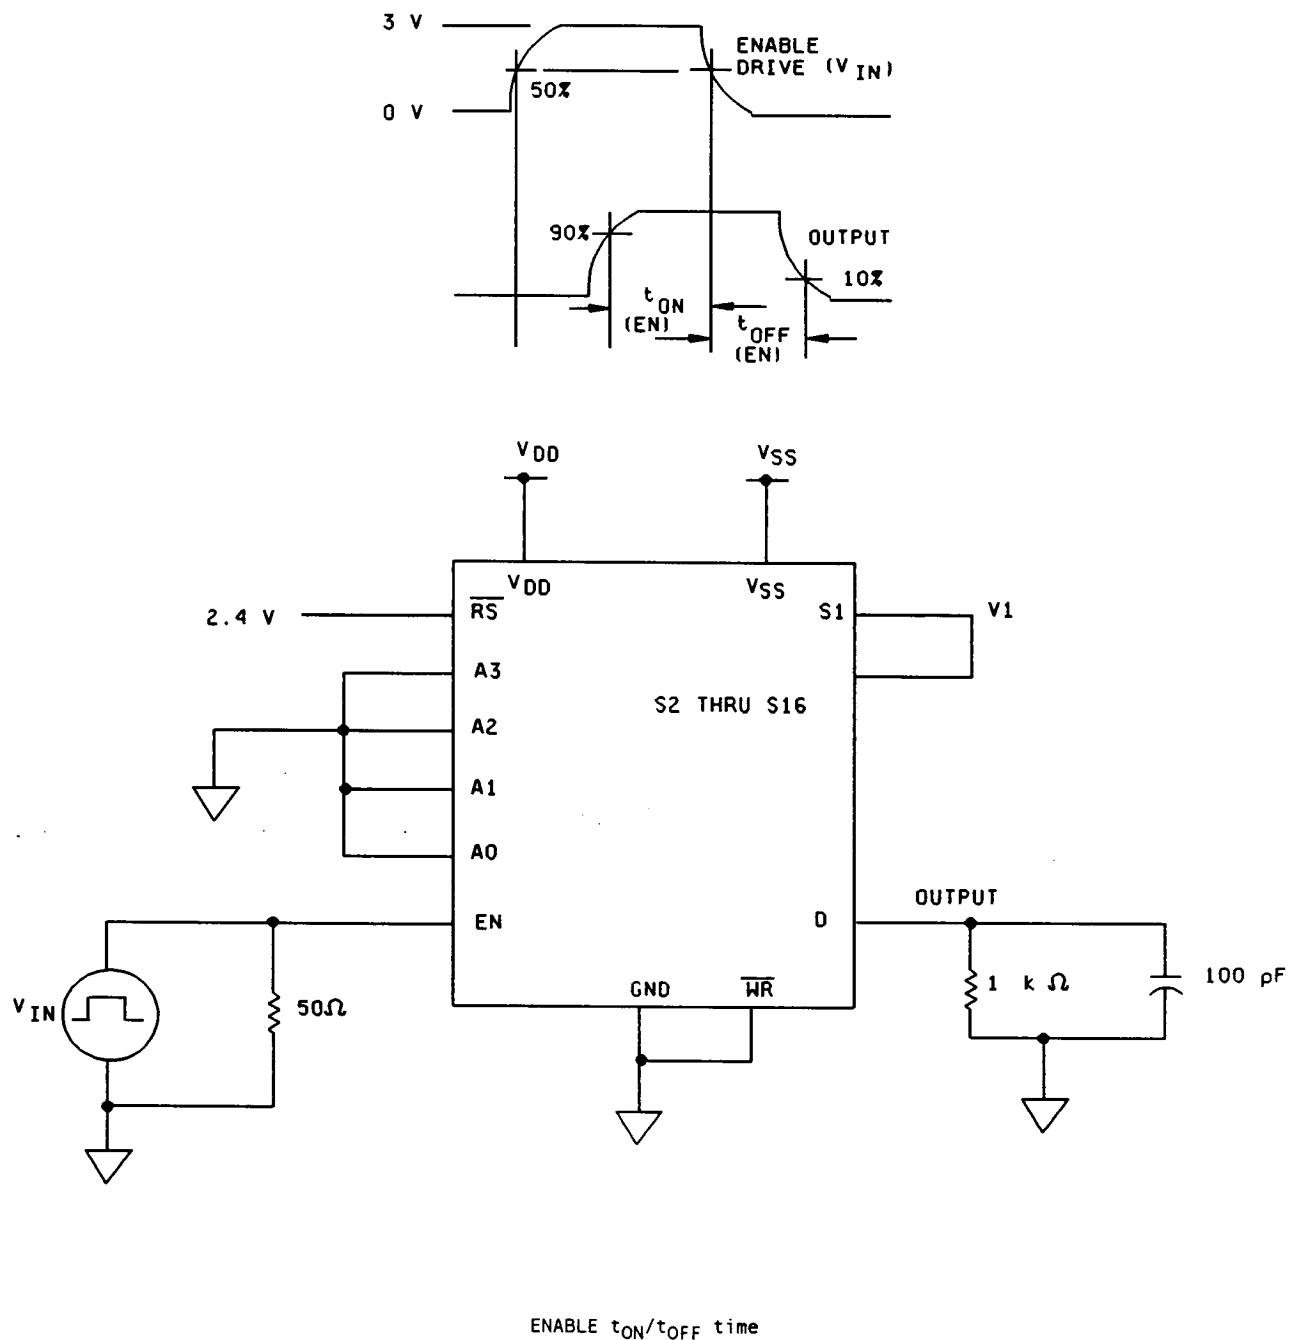 3 V
ENABLE
DRIVE (V IN)
50%
0 V
90%
OUTPUT
10%
tON
(EN)
tOFF
(EN)
VDD
VSS
VDD
VSS
2.4 V
RS
S1
V1
A3
S2 THRU S16
A2
A1
A0
OUTPUT
EN
D
VIN
50Ω
GND
WR
1 k Ω
100 pF
ENABLE tON/tOFF time